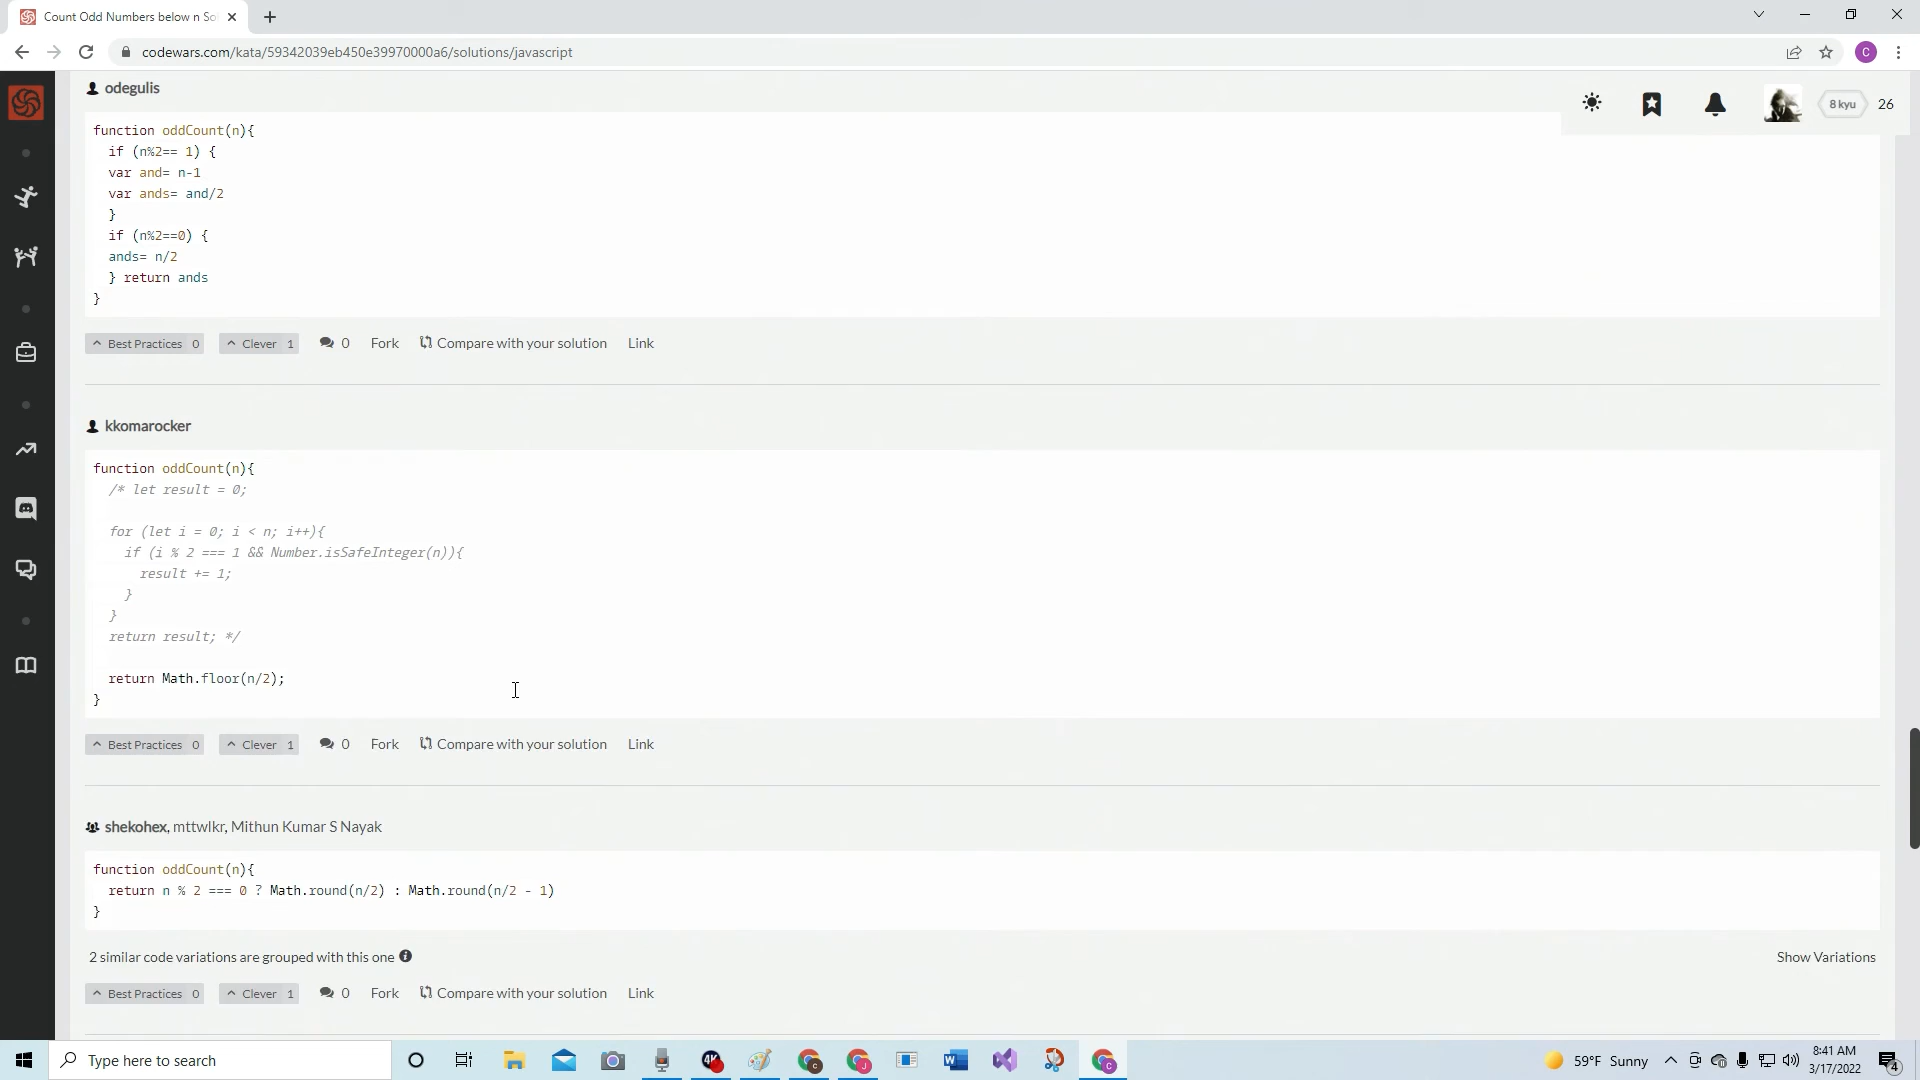 Count Odd Numbers below n So
codewars.com/kata/59342039eb450e39970000a6/solutions/javascript
C
odegulis
8 kyu 26
function oddCount(n){
if (n%2== 1) {
var and= n-1
var ands= and/2
}
if (n%2==0) {
ands= n/2
} return ands
}
Best Practices 0 Clever 1 0 Fork Compare with your solution Link
kkomarocker
function oddCount(n){
/* let result = 0;
for (let i = 0; i < n; i++){
if (i % 2 === 1 && Number.isSafeInteger(n)){
result += 1;
}
}
return result; */
return Math.floor(n/2);
}
Best Practices 0 Clever 1 0 Fork Compare with your solution Link
shekohex, mttwlkr, Mithun Kumar S Nayak
function oddCount(n){
return n % 2 === 0 ? Math.round(n/2) : Math.round(n/2 - 1)
}
2 similar code variations are grouped with this one
Show Variations
Best Practices 0 Clever 1 0 Fork Compare with your solution Link
Type here to search
59°F Sunny
8:41 AM
3/17/2022
4